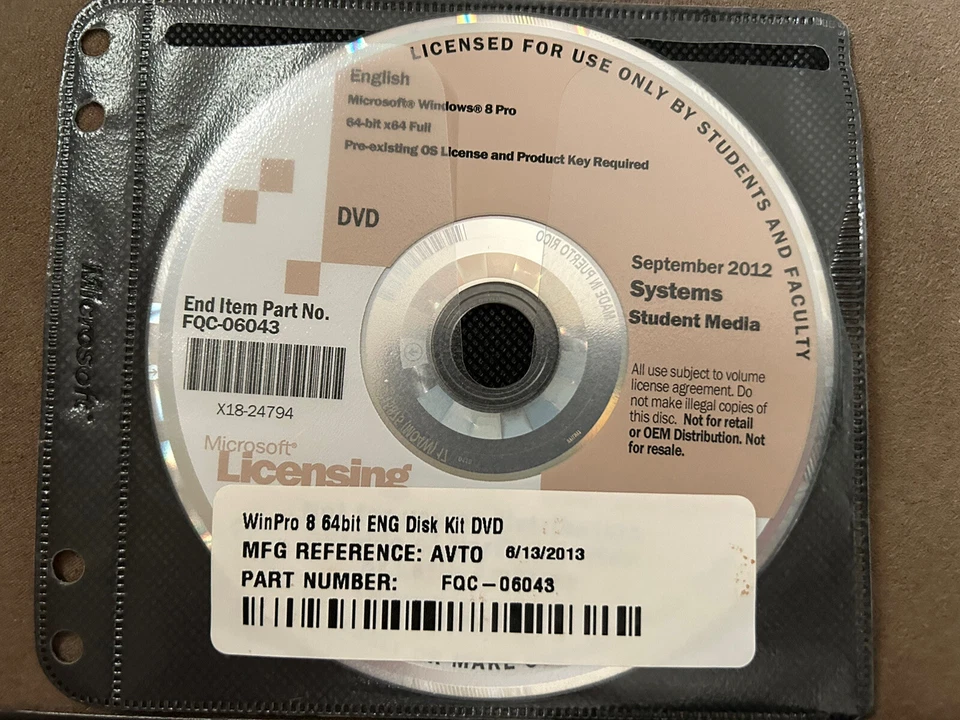 LICENSED FOR USE ONLY BY STUDENTS AND FACULTY
English
Microsoft® Windows® 8 Pro
64-bit x64 Full
Pre-existing OS License and Product Key Required
DVD
MADE IN PUERTO RICO
September 2012
Systems
Student Media
End Item Part No.
FQC-06043
X18-24794
All use subject to volume
license agreement. Do
not make illegal copies of
this disc. Not for retail
or OEM Distribution. Not
for resale.
Microsoft®
Licensing
Microsoft
WinPro 8 64bit ENG Disk Kit DVD
MFG REFERENCE: AVTO 6/13/2013
PART NUMBER: FQC-06043
MAKE